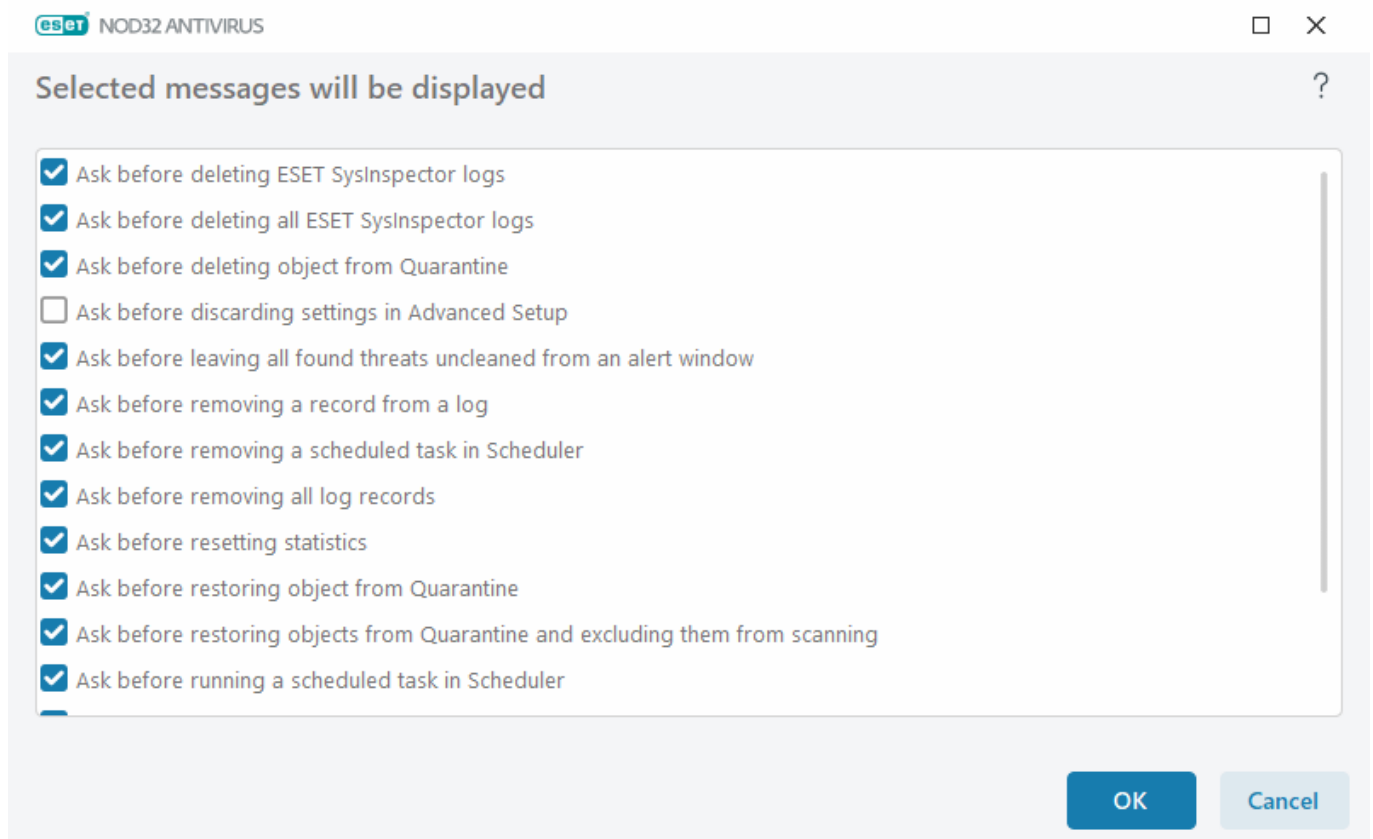 eset NOD32 ANTIVIRUS
Selected messages will be displayed
?
Ask before deleting ESET SysInspector logs
Ask before deleting all ESET SysInspector logs
Ask before deleting object from Quarantine
Ask before discarding settings in Advanced Setup
Ask before leaving all found threats uncleaned from an alert window
Ask before removing a record from a log
Ask before removing a scheduled task in Scheduler
Ask before removing all log records
Ask before resetting statistics
Ask before restoring object from Quarantine
Ask before restoring objects from Quarantine and excluding them from scanning
Ask before running a scheduled task in Scheduler
OK Cancel